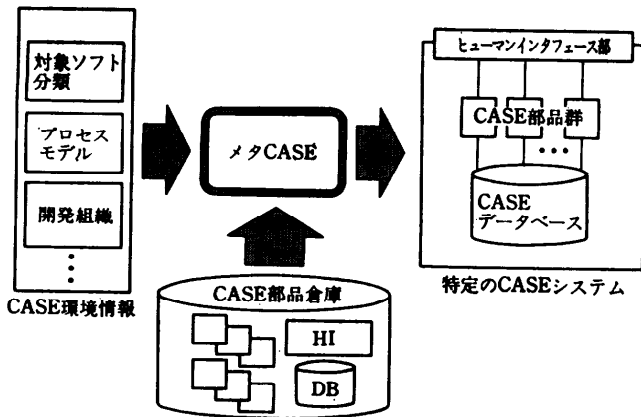 対象ソフト
分類
プロセス
モデル
開発組織
CASE環境情報
メタCASE
CASE部品倉庫
HI
DB
ヒューマンインタフェース部
CASE部品群
CASE
データベース
特定のCASEシステム